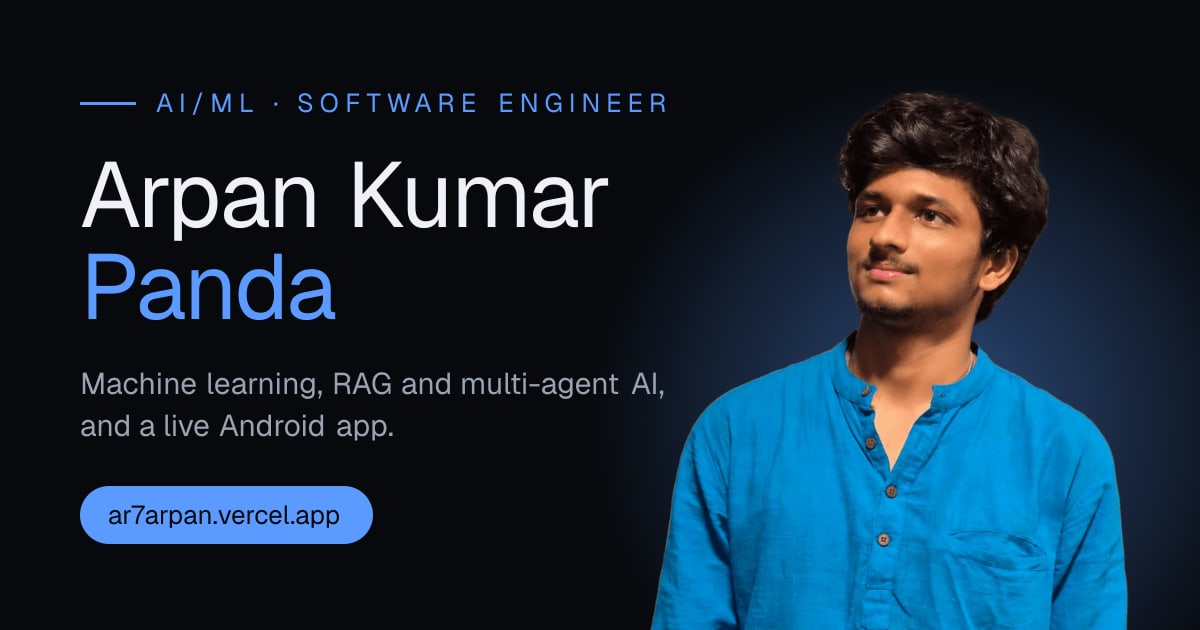 AI/ML · SOFTWARE ENGINEER
Arpan Kumar
Panda
Machine learning, RAG and multi-agent AI,
and a live Android app.
ar7arpan.vercel.app